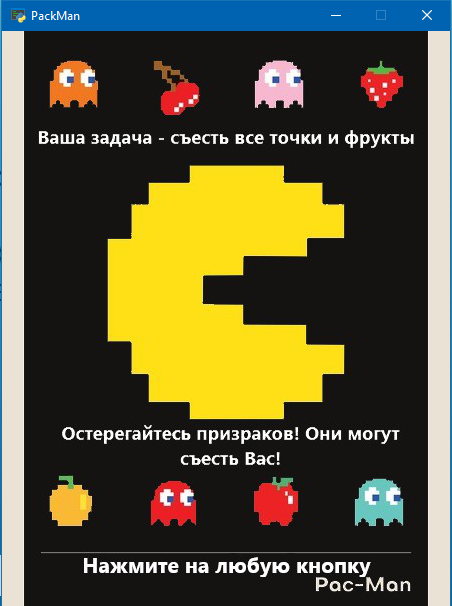 PackMan
Ваша задача - съесть все точки и фрукты
Остерегайтесь призраков! Они могут
съесть Вас!
Нажмите на любую кнопку
Pac-Man